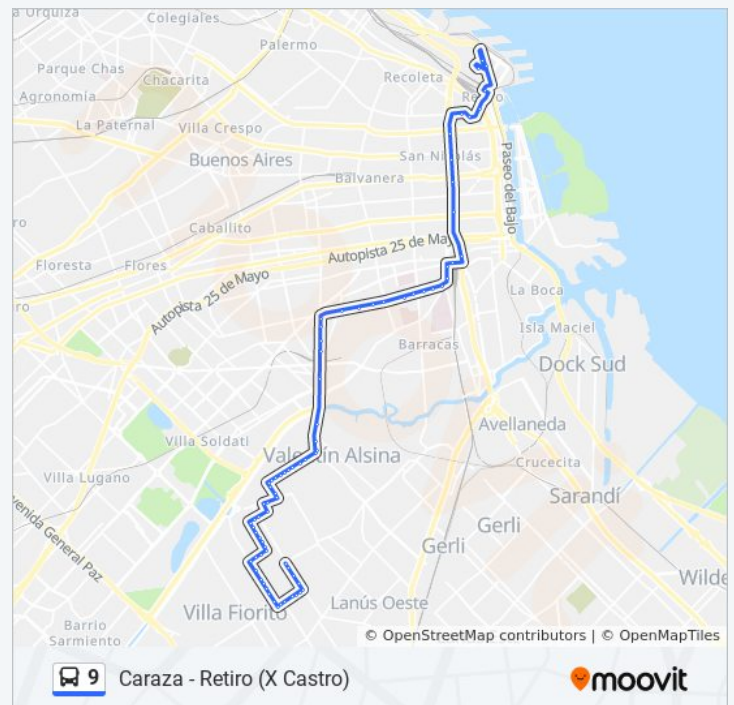 a Urquiza
Colegiales
Palermo
Parque Chas
Chacarita
Recoleta
Agronomía
Retiro
La Paternal
Villa Crespo
San Nicolás
Buenos Aires
Balvanera
Paseo del Bajo
ro
Caballito
Autopista 25 de Mayo
Floresta
Flores
Autopista 25 de Mayo
La Boca
Isla Maciel
Barracas
Dock Sud
Avellaneda
Villa Soldati
Valentín Alsina
Crucecita
Villa Lugano
Sarandí
Avenida General Paz
Gerli
Gerli
Wilde
Villa Fiorito
Lanús Oeste
Barrio
Sarmiento
© OpenStreetMap contributors | © OpenMapTiles
9 Caraza - Retiro (X Castro)
moovit